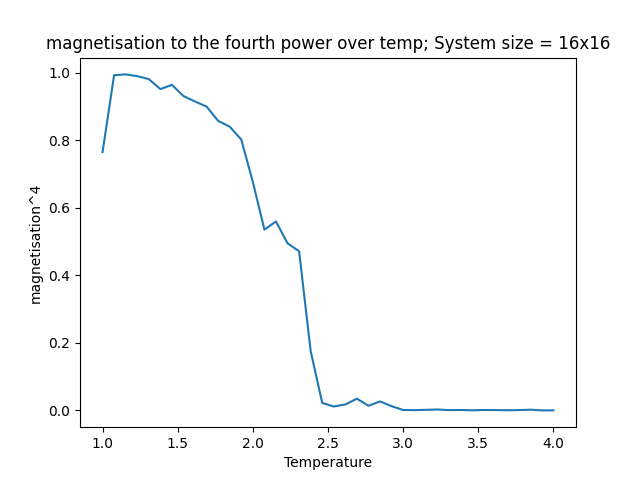 magnetisation to the fourth power over temp; System size = 16x16
magnetisation^4
1.0
0.8
0.6
0.4
0.2
0.0
1.0 1.5 2.0 2.5 3.0 3.5 4.0
Temperature